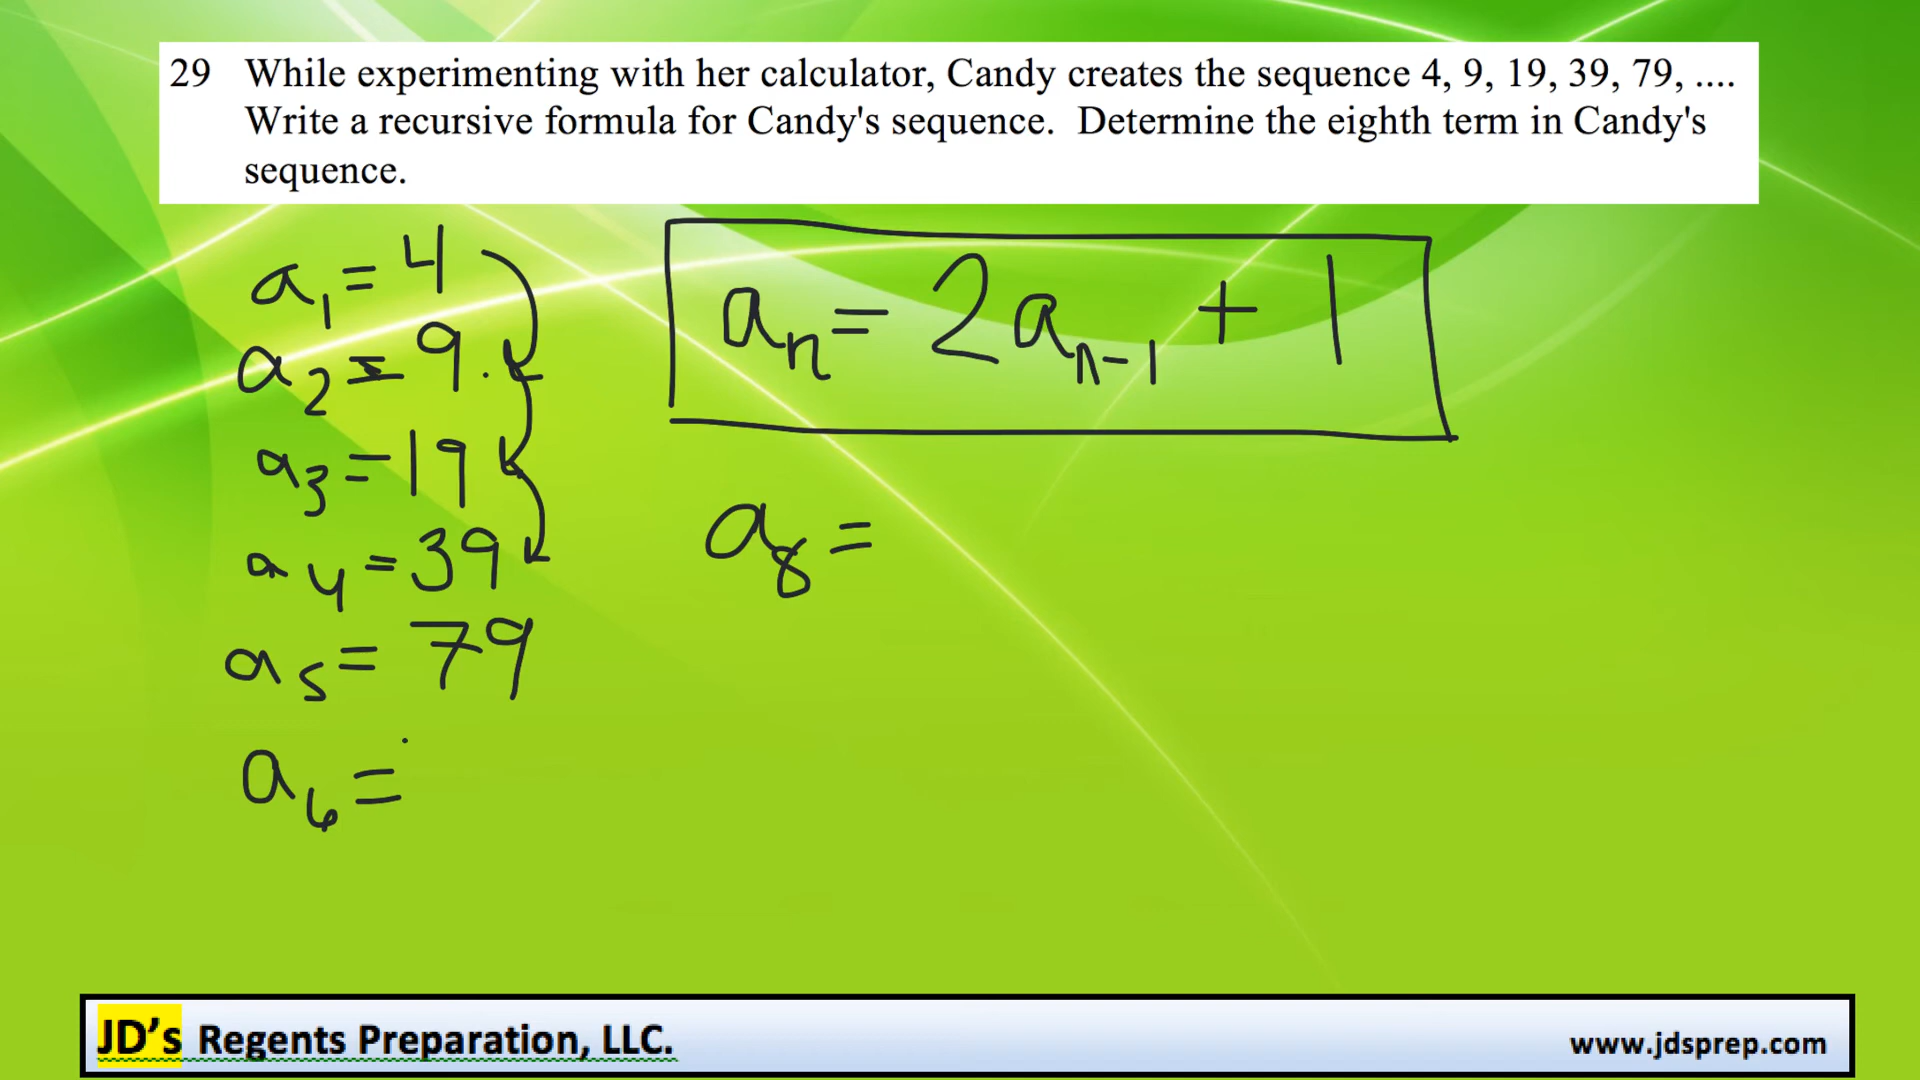 29 While experimenting with her calculator, Candy creates the sequence 4, 9, 19, 39, 79, ....
Write a recursive formula for Candy's sequence. Determine the eighth term in Candy's
sequence.
a₁ = 4
a₂ = 9.
a₃ = 19
a₄ = 39
a₅ = 79
a₆ =
aₙ = 2aₙ₋₁ + 1
a₈ =
JD's Regents Preparation, LLC.
www.jdsprep.com